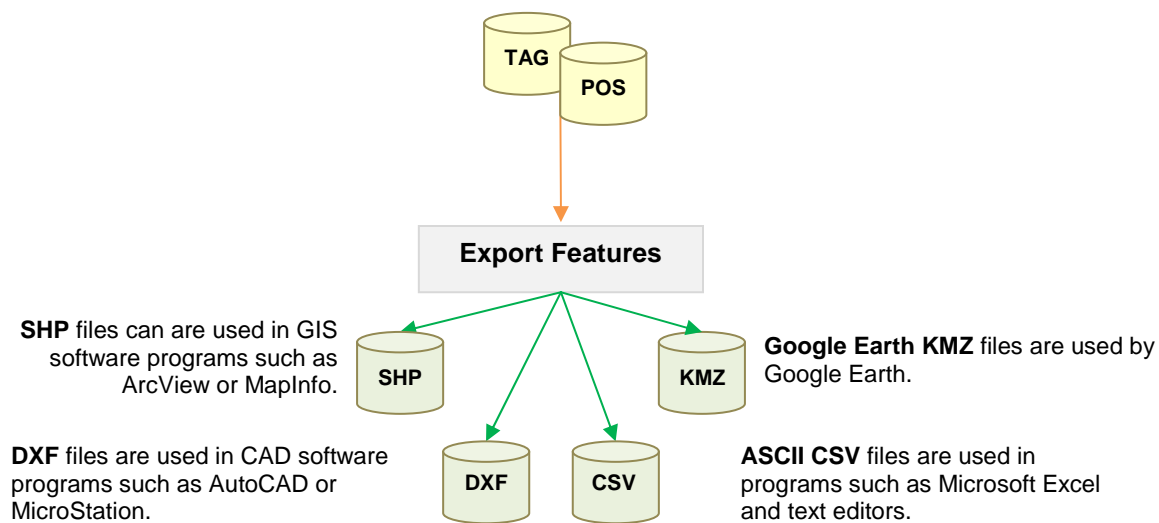 TAG
POS
Export Features
SHP files can are used in GIS
software programs such as
ArcView or MapInfo.
SHP
KMZ
Google Earth KMZ files are used by
Google Earth.
DXF files are used in CAD software
programs such as AutoCAD or
MicroStation.
DXF
CSV
ASCII CSV files are used in
programs such as Microsoft Excel
and text editors.